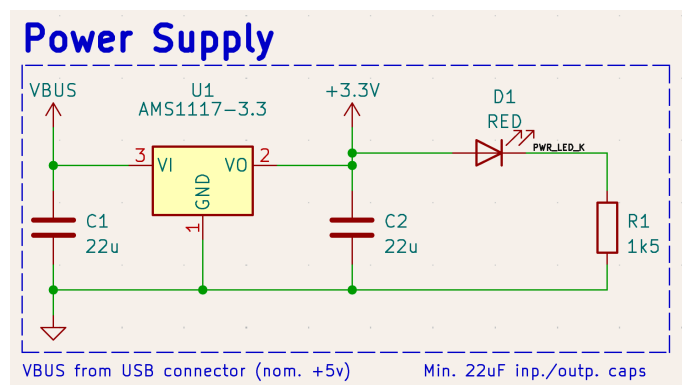 Power Supply
VBUS
U1
AMS1117-3.3
+3.3V
D1
RED
PWR_LED_K
3
VI
VO
2
GND
1
C1
22u
C2
22u
R1
1k5
VBUS from USB connector (nom. +5v)
Min. 22uF inp./outp. caps